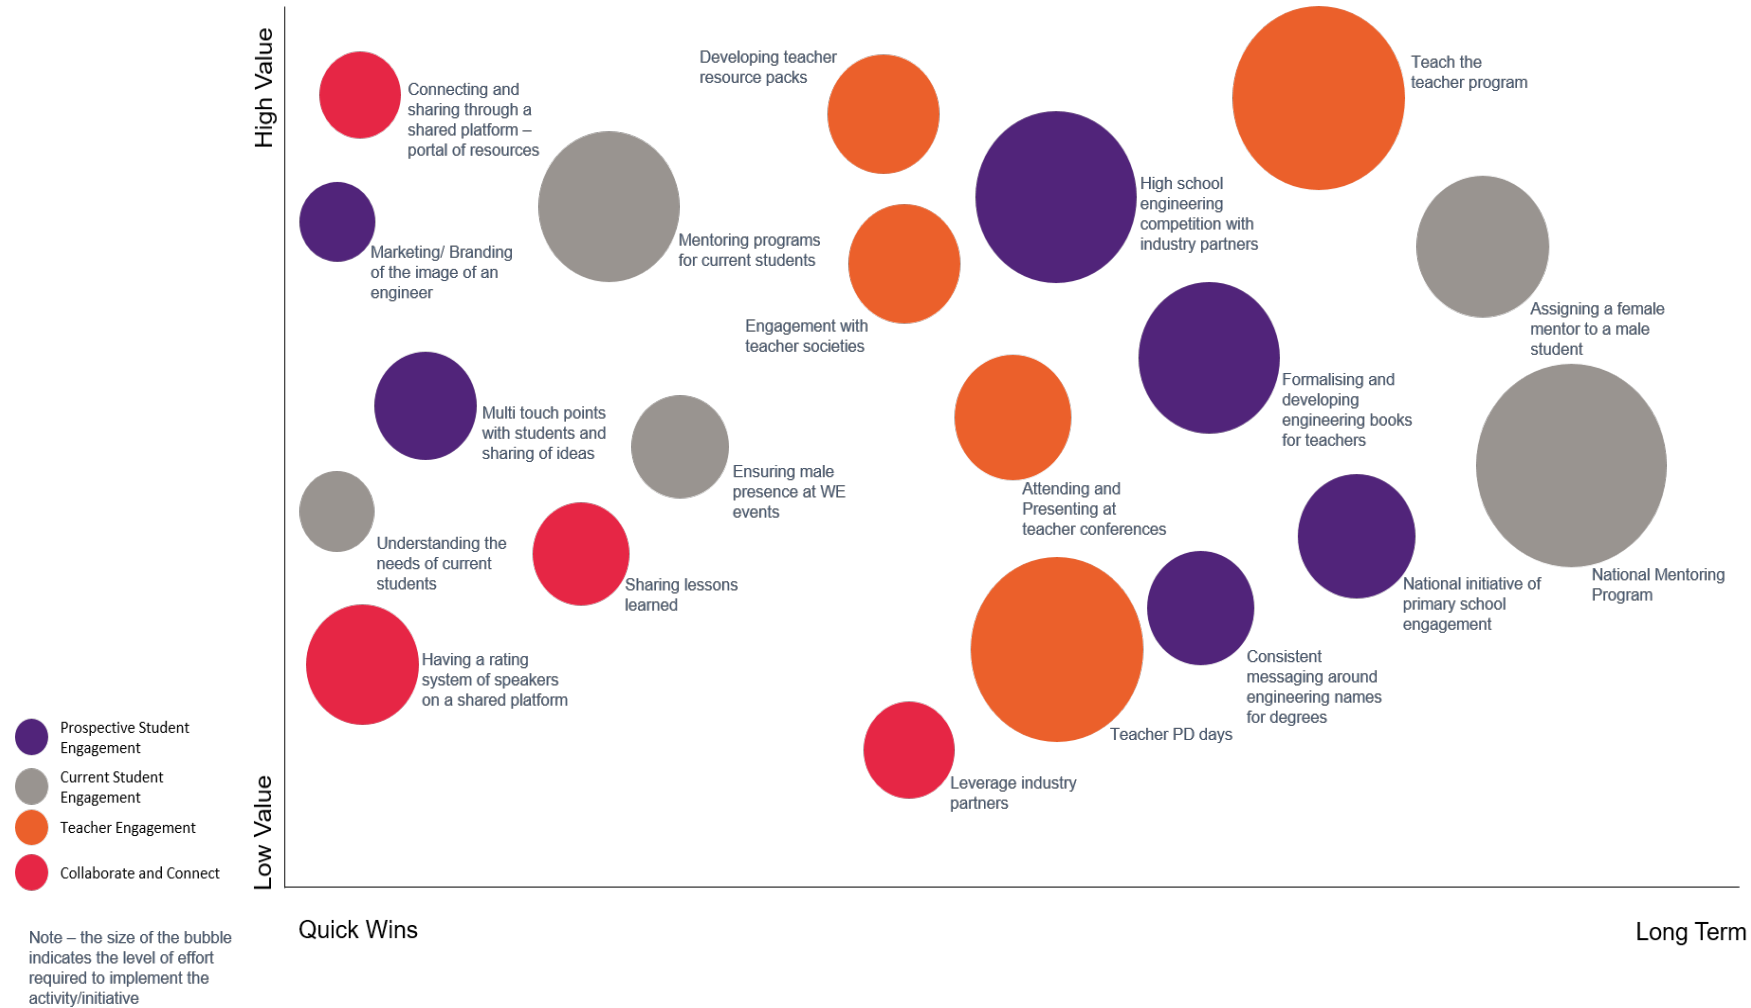 High Value
Low Value
Quick Wins
Long Term
Connecting and
sharing through a
shared platform –
portal of resources
Marketing/ Branding
of the image of an
engineer
Mentoring programs
for current students
Developing teacher
resource packs
Engagement with
teacher societies
High school
engineering
competition with
industry partners
Teach the
teacher program
Assigning a female
mentor to a male
student
Formalising and
developing
engineering books
for teachers
Multi touch points
with students and
sharing of ideas
Ensuring male
presence at WE
events
Attending and
Presenting at
teacher conferences
Understanding the
needs of current
students
Sharing lessons
learned
National initiative of
primary school
engagement
National Mentoring
Program
Having a rating
system of speakers
on a shared platform
Consistent
messaging around
engineering names
for degrees
Teacher PD days
Leverage industry
partners
Prospective Student
Engagement
Current Student
Engagement
Teacher Engagement
Collaborate and Connect
Note – the size of the bubble
indicates the level of effort
required to implement the
activity/initiative